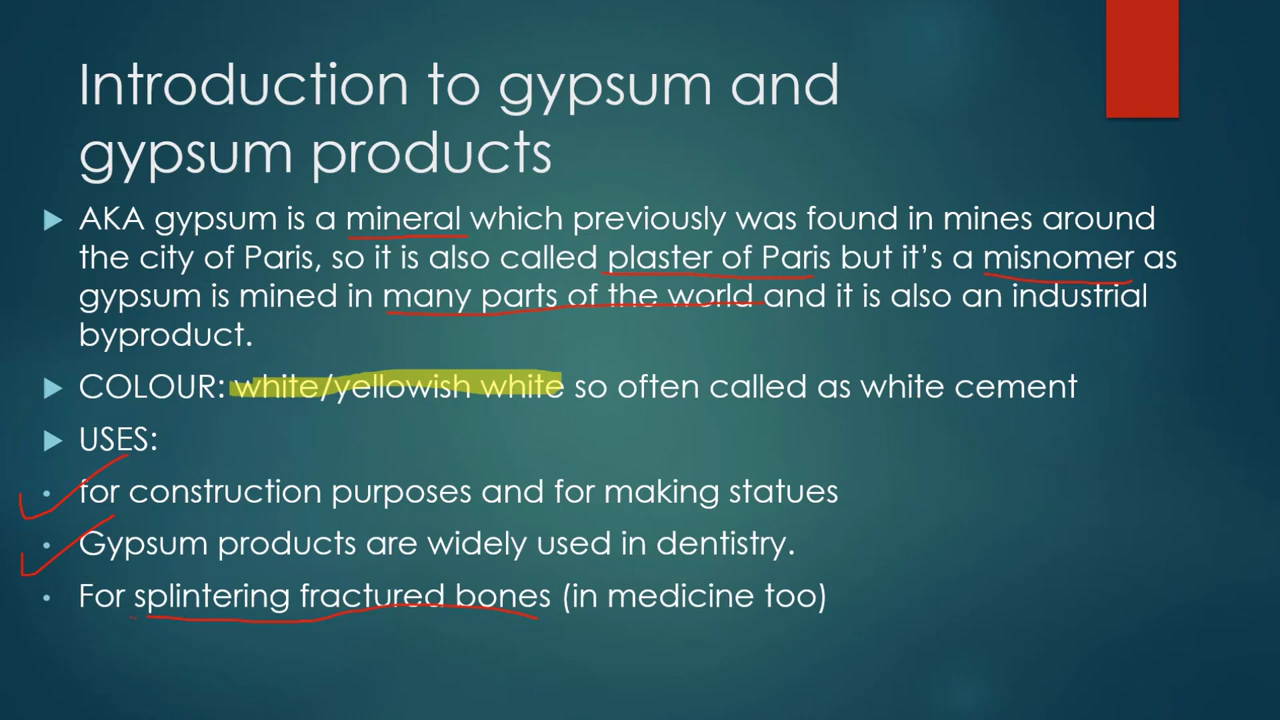 Introduction to gypsum and
gypsum products
AKA gypsum is a mineral which previously was found in mines around
the city of Paris, so it is also called plaster of Paris but it's a misnomer as
gypsum is mined in many parts of the world and it is also an industrial
byproduct.
COLOUR: white/yellowish white so often called as white cement
USES:
for construction purposes and for making statues
Gypsum products are widely used in dentistry.
For splintering fractured bones (in medicine too)